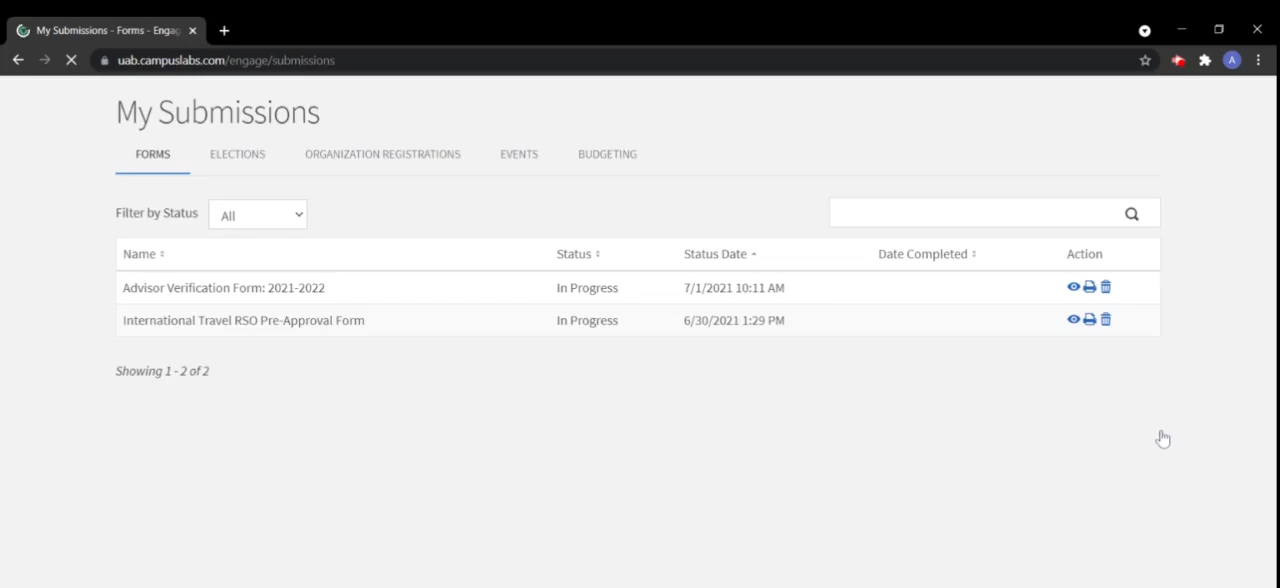 My Submissions - Forms - Engag
uab.campuslabs.com/engage/submissions
A
My Submissions
FORMS ELECTIONS ORGANIZATION REGISTRATIONS EVENTS BUDGETING
Filter by Status All
Name Status Status Date Date Completed Action
Advisor Verification Form: 2021-2022 In Progress 7/1/2021 10:11 AM
International Travel RSO Pre-Approval Form In Progress 6/30/2021 1:29 PM
Showing 1 - 2 of 2